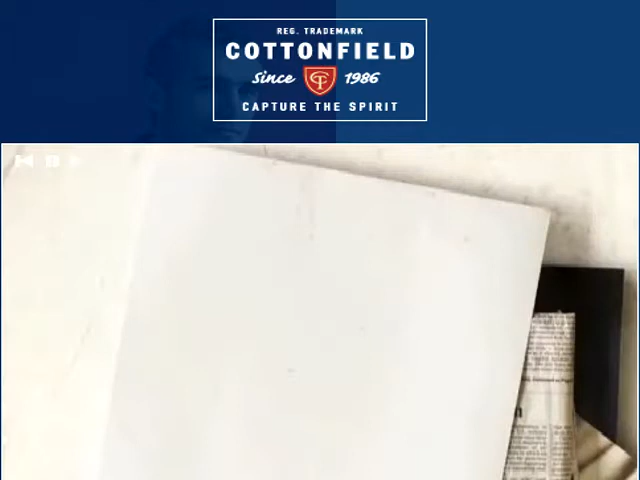 REG. TRADEMARK
COTTONFIELD
Since 1986
CAPTURE THE SPIRIT